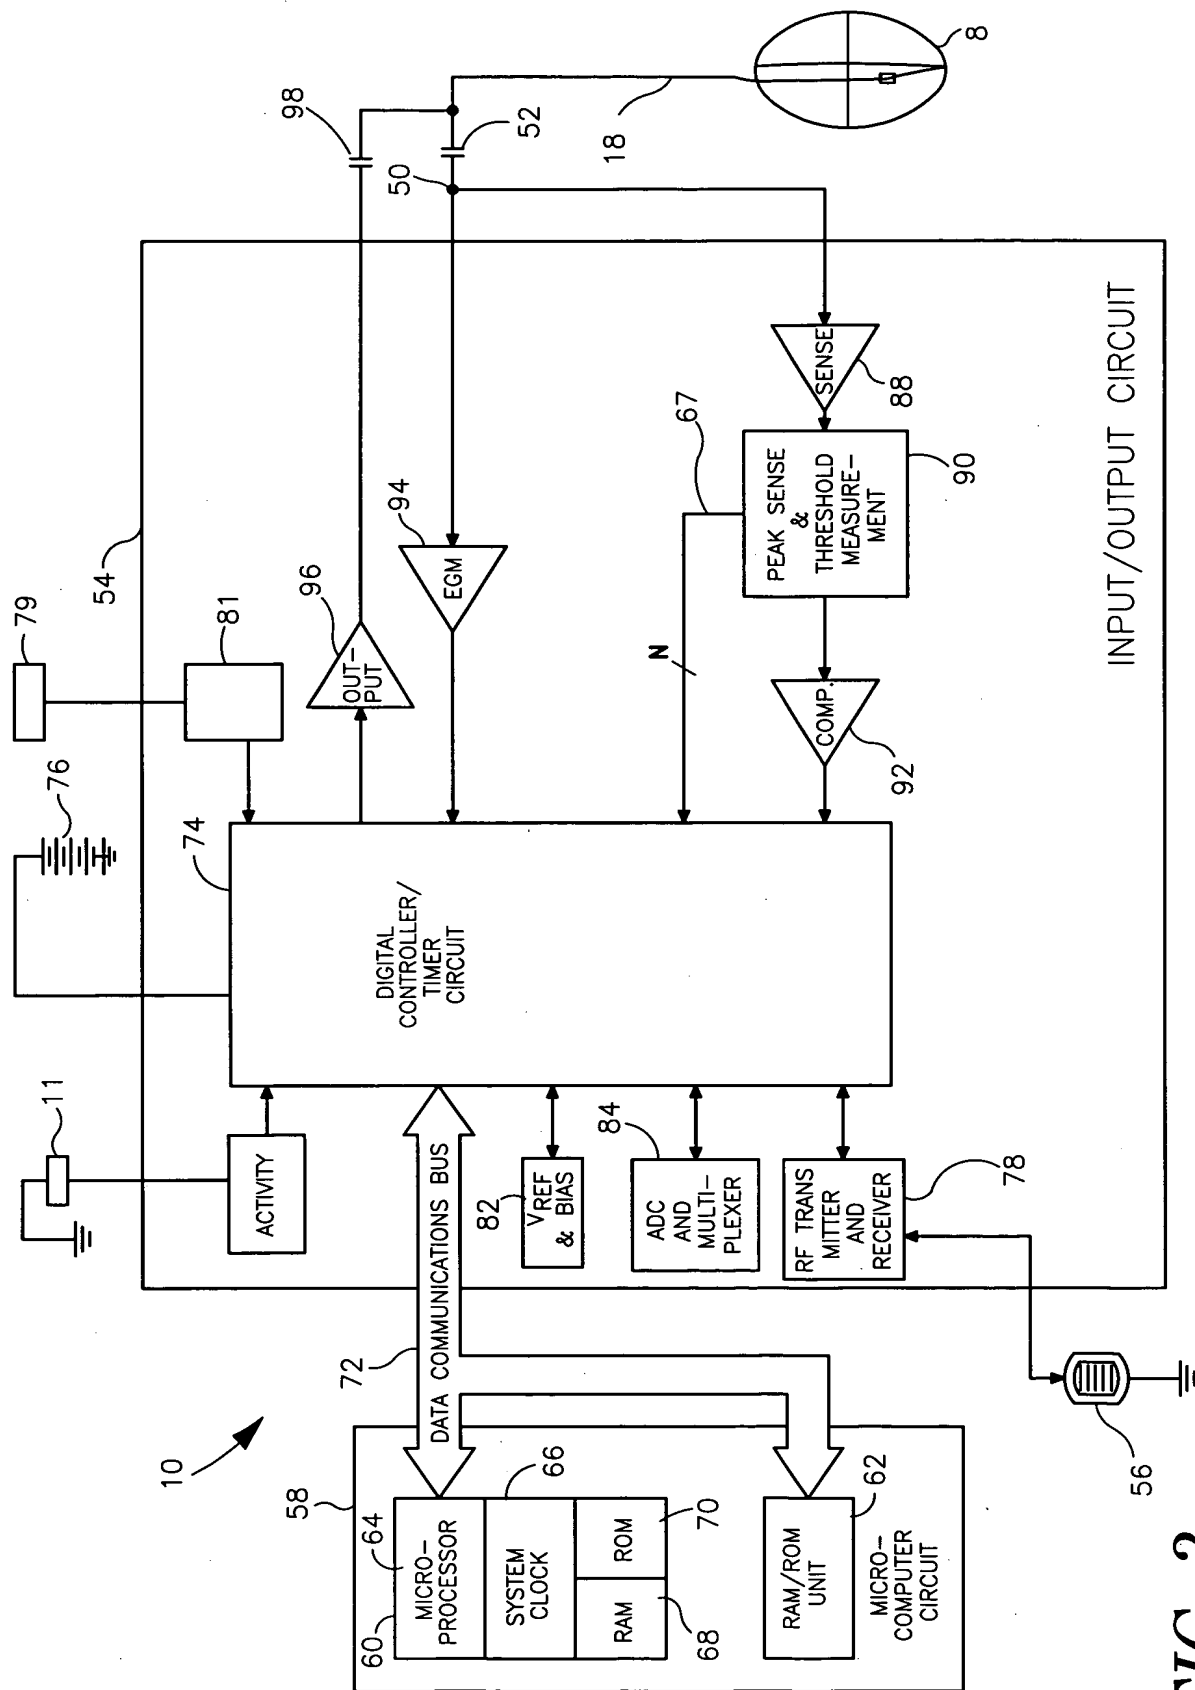 10
58
60
64
MICRO-
PROCESSOR
66
SYSTEM
CLOCK
RAM
ROM
68
70
62
RAM/ROM
UNIT
MICRO-
COMPUTER
CIRCUIT
72
DATA COMMUNICATIONS BUS
56
54
11
ACTIVITY
82
VREF
& BIAS
84
ADC
AND
MULTI-
PLEXER
RF TRANS
MITTER
AND
RECEIVER
78
76
74
DIGITAL
CONTROLLER/
TIMER
CIRCUIT
79
81
96
OUT-
PUT
94
EGM
67
N
PEAK SENSE
&
THRESHOLD
MEASURE-
MENT
90
SENSE
88
COMP.
92
INPUT/OUTPUT CIRCUIT
98
50
52
18
8